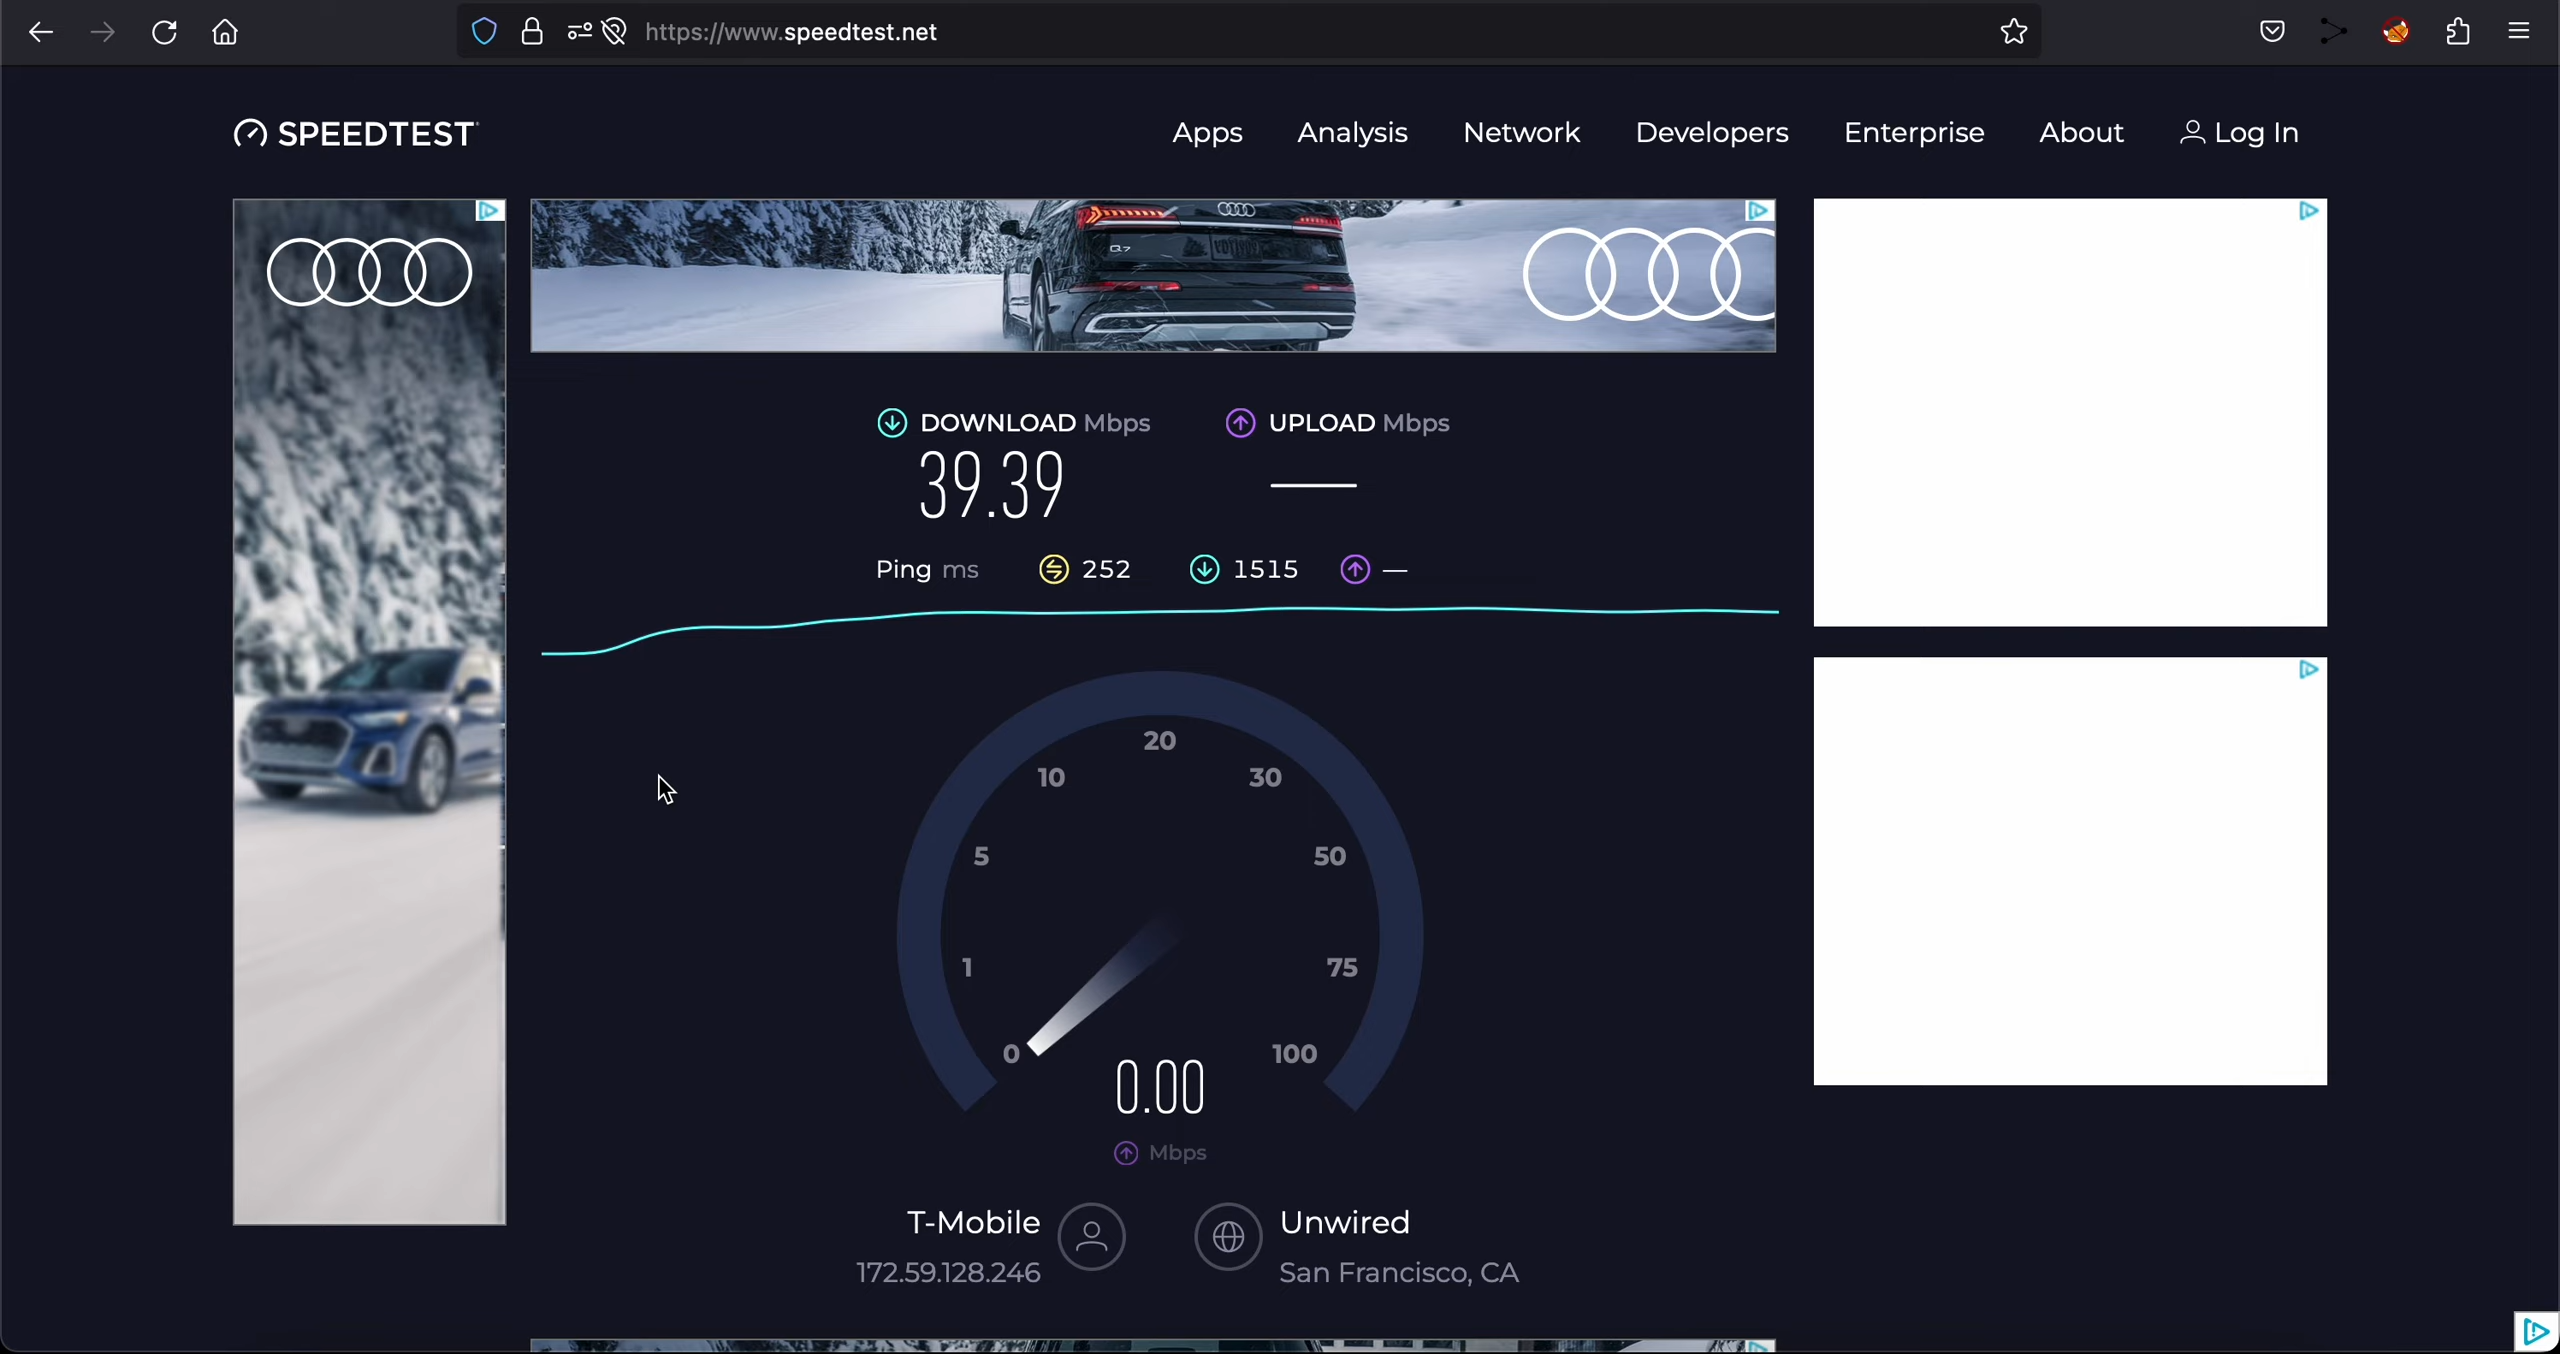 https://www.speedtest.net
SPEEDTEST
Apps Analysis Network Developers Enterprise About Log In
Q7
DOWNLOAD Mbps UPLOAD Mbps
39.39 —
Ping ms 252 1515 —
20
10 30
5 50
1 75
0 100
0.00
Mbps
T-Mobile Unwired
172.59.128.246 San Francisco, CA